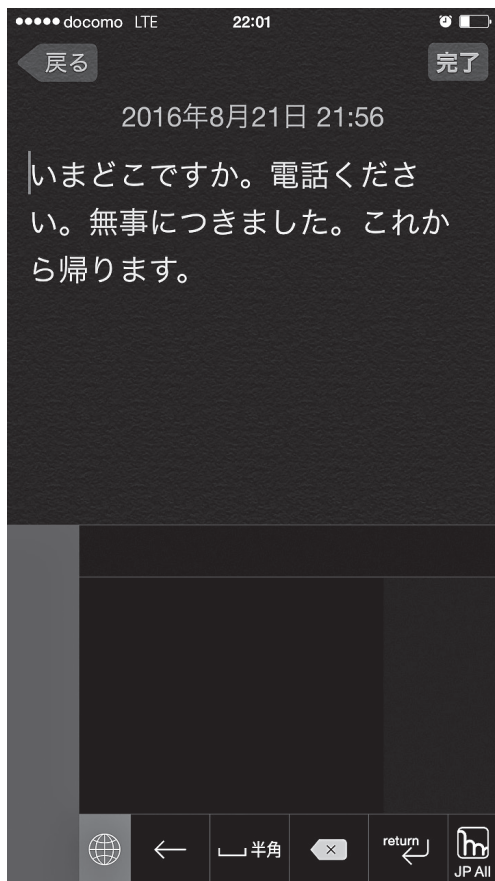 docomo LTE 22:01
戻る 完了
2016年8月21日 21:56
いまどこですか。電話くださ
い。無事につきました。これか
ら帰ります。
半角 return
JP All